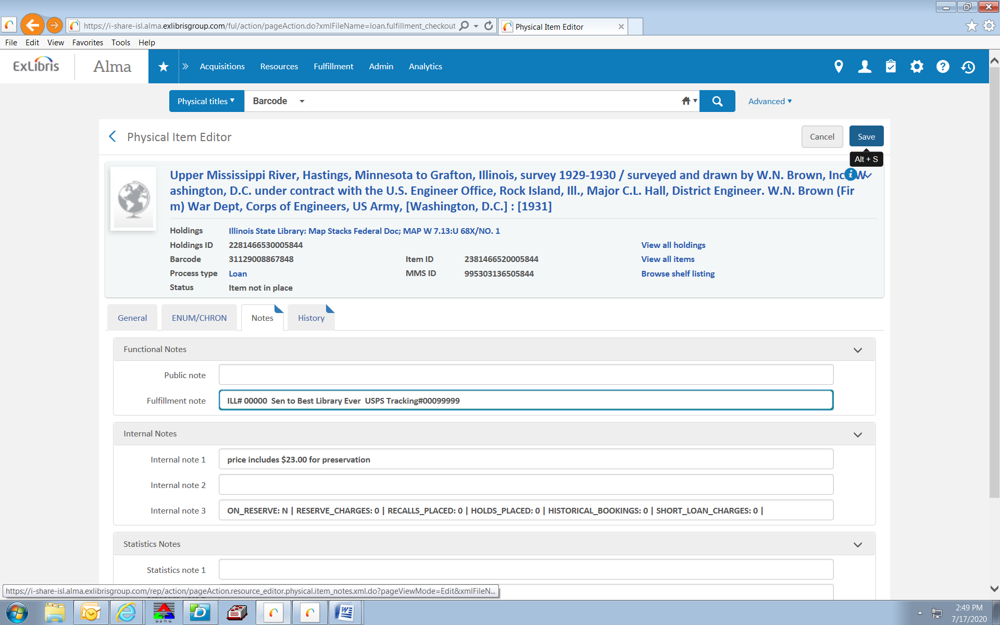 https://i-share-isl.alma.exlibrisgroup.com/ful/action/pageAction.do?xmlFileName=loan.fulfillment_checkout
Physical Item Editor
File Edit View Favorites Tools Help
ExLibris Alma
Acquisitions Resources Fulfillment Admin Analytics
Physical titles Barcode Advanced
Physical Item Editor
Cancel Save
Alt + S
Upper Mississippi River, Hastings, Minnesota to Grafton, Illinois, survey 1929-1930 / surveyed and drawn by W.N. Brown, Inc. W
ashington, D.C. under contract with the U.S. Engineer Office, Rock Island, Ill., Major C.L. Hall, District Engineer. W.N. Brown (Fir
m) War Dept, Corps of Engineers, US Army, [Washington, D.C.] : [1931]
Holdings Illinois State Library: Map Stacks Federal Doc; MAP W 7.13:U 68X/NO. 1
Holdings ID 2281466530005844 View all holdings
Barcode 31129008867848 Item ID 2381466520005844 View all items
Process type Loan MMS ID 995303136505844 Browse shelf listing
Status Item not in place
General ENUM/CHRON Notes History
Functional Notes
Public note
Fulfillment note ILL# 00000  Sen to Best Library Ever  USPS Tracking#00099999
Internal Notes
Internal note 1 price includes $23.00 for preservation
Internal note 2
Internal note 3 ON_RESERVE: N | RESERVE_CHARGES: 0 | RECALLS_PLACED: 0 | HOLDS_PLACED: 0 | HISTORICAL_BOOKINGS: 0 | SHORT_LOAN_CHARGES: 0 |
Statistics Notes
Statistics note 1
https://i-share-isl.alma.exlibrisgroup.com/rep/action/pageAction.resource_editor.physical.item_notes.xml.do?pageViewMode=Edit&xmlFileN...
2:49 PM
7/17/2020